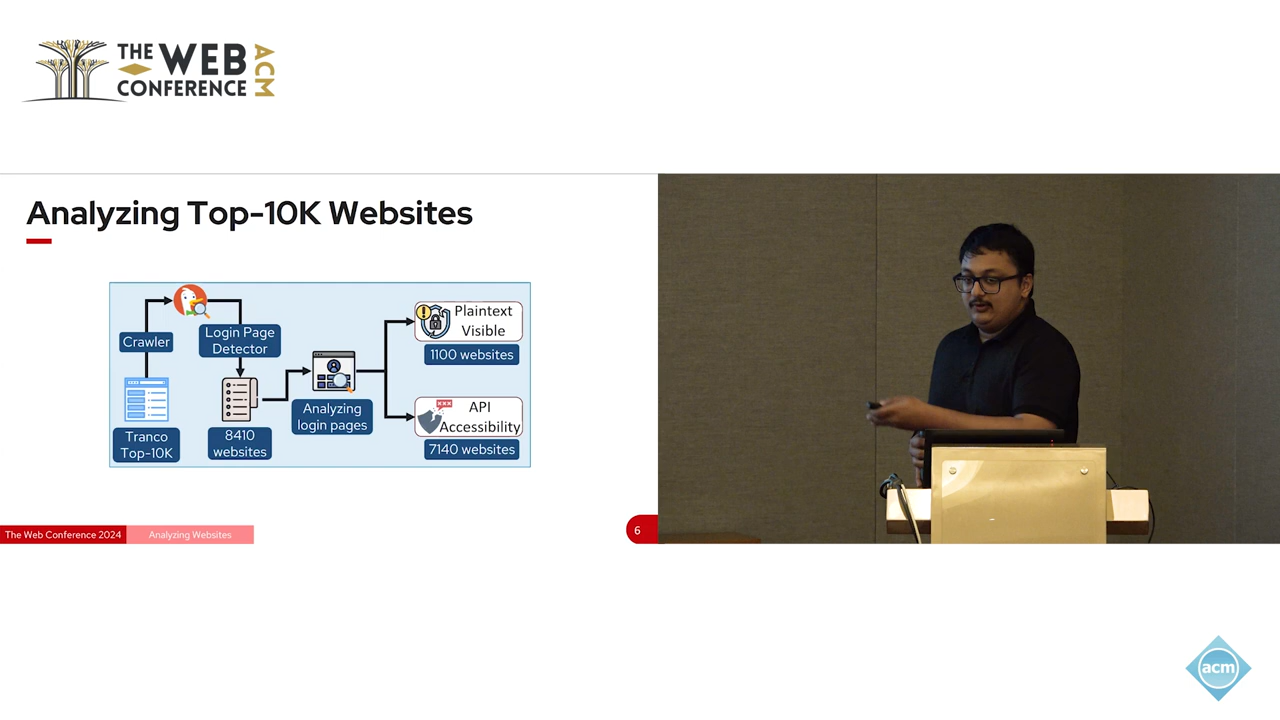 THE WEB
CONFERENCE
ACM
Analyzing Top-10K Websites
Crawler
Login Page
Detector
Tranco
Top-10K
8410
websites
Analyzing
login pages
Plaintext
Visible
1100 websites
xxx
API
Accessibility
7140 websites
The Web Conference 2024
Analyzing Websites
6
acm